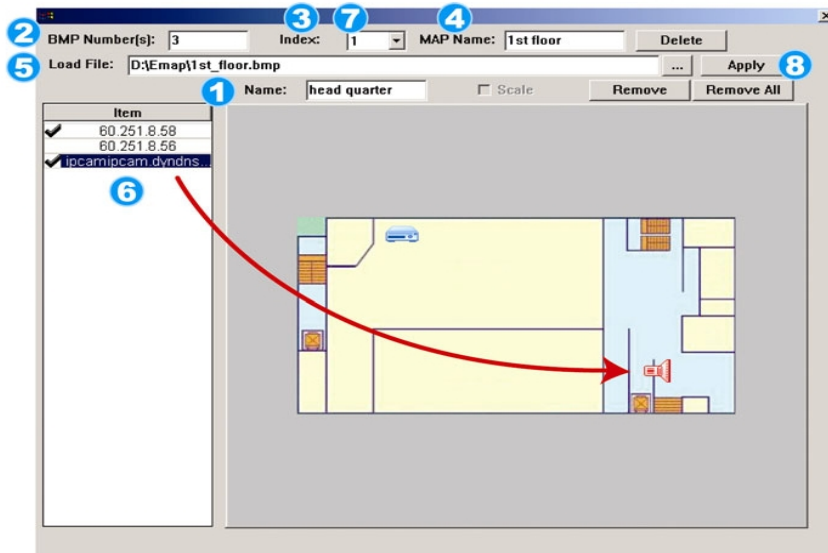 3 7 4
2 BMP Number(s): 3 Index: 1 MAP Name: 1st floor Delete
5 Load File: D:\Emap\1st_floor.bmp ... Apply 8
1 Name: head quarter Scale Remove Remove All
Item
60.251.8.58
60.251.8.56
ipcamipcam.dyndns...
6